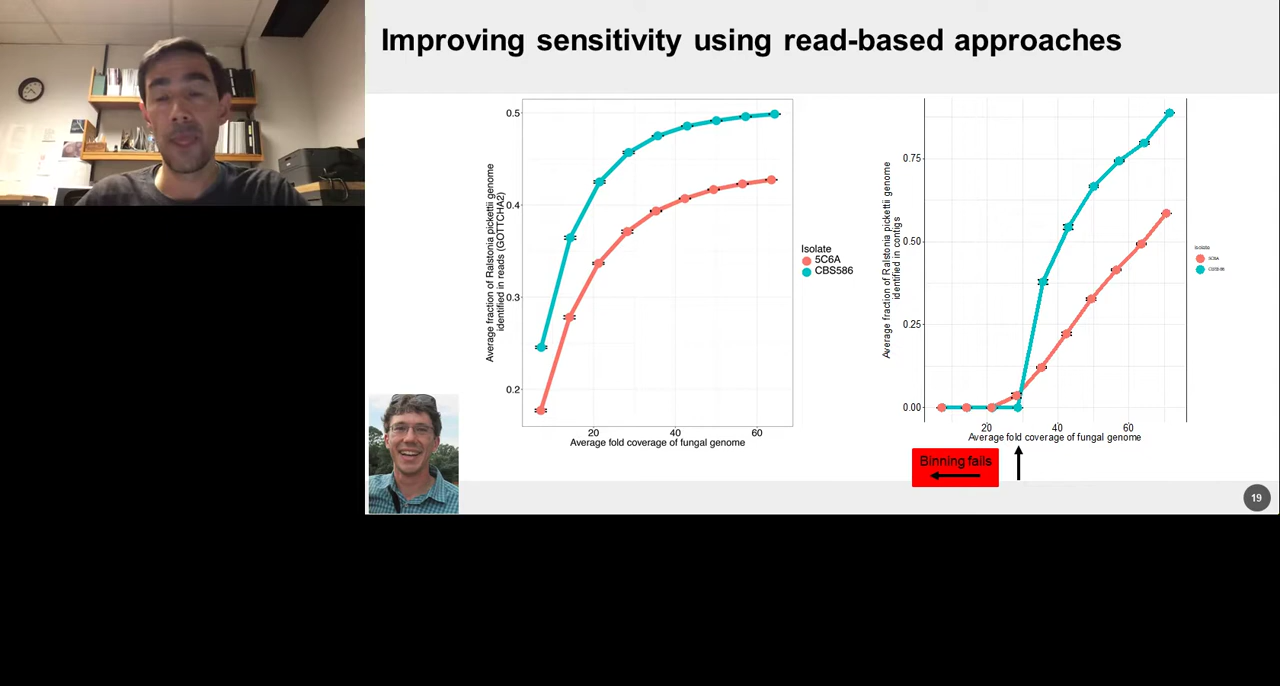 Improving sensitivity using read-based approaches
Average fraction of Ralstonia pickettii genome
identified in reads (GOTTCHA2)
0.5
0.4
0.3
0.2
20
40
60
Average fold coverage of fungal genome
Isolate
5C6A
CBS586
Average fraction of Ralstonia pickettii genome
identified in contigs
0.75
0.50
0.25
0.00
20
40
60
Average fold coverage of fungal genome
Isolate
5C6A
CBS586
Binning fails
19